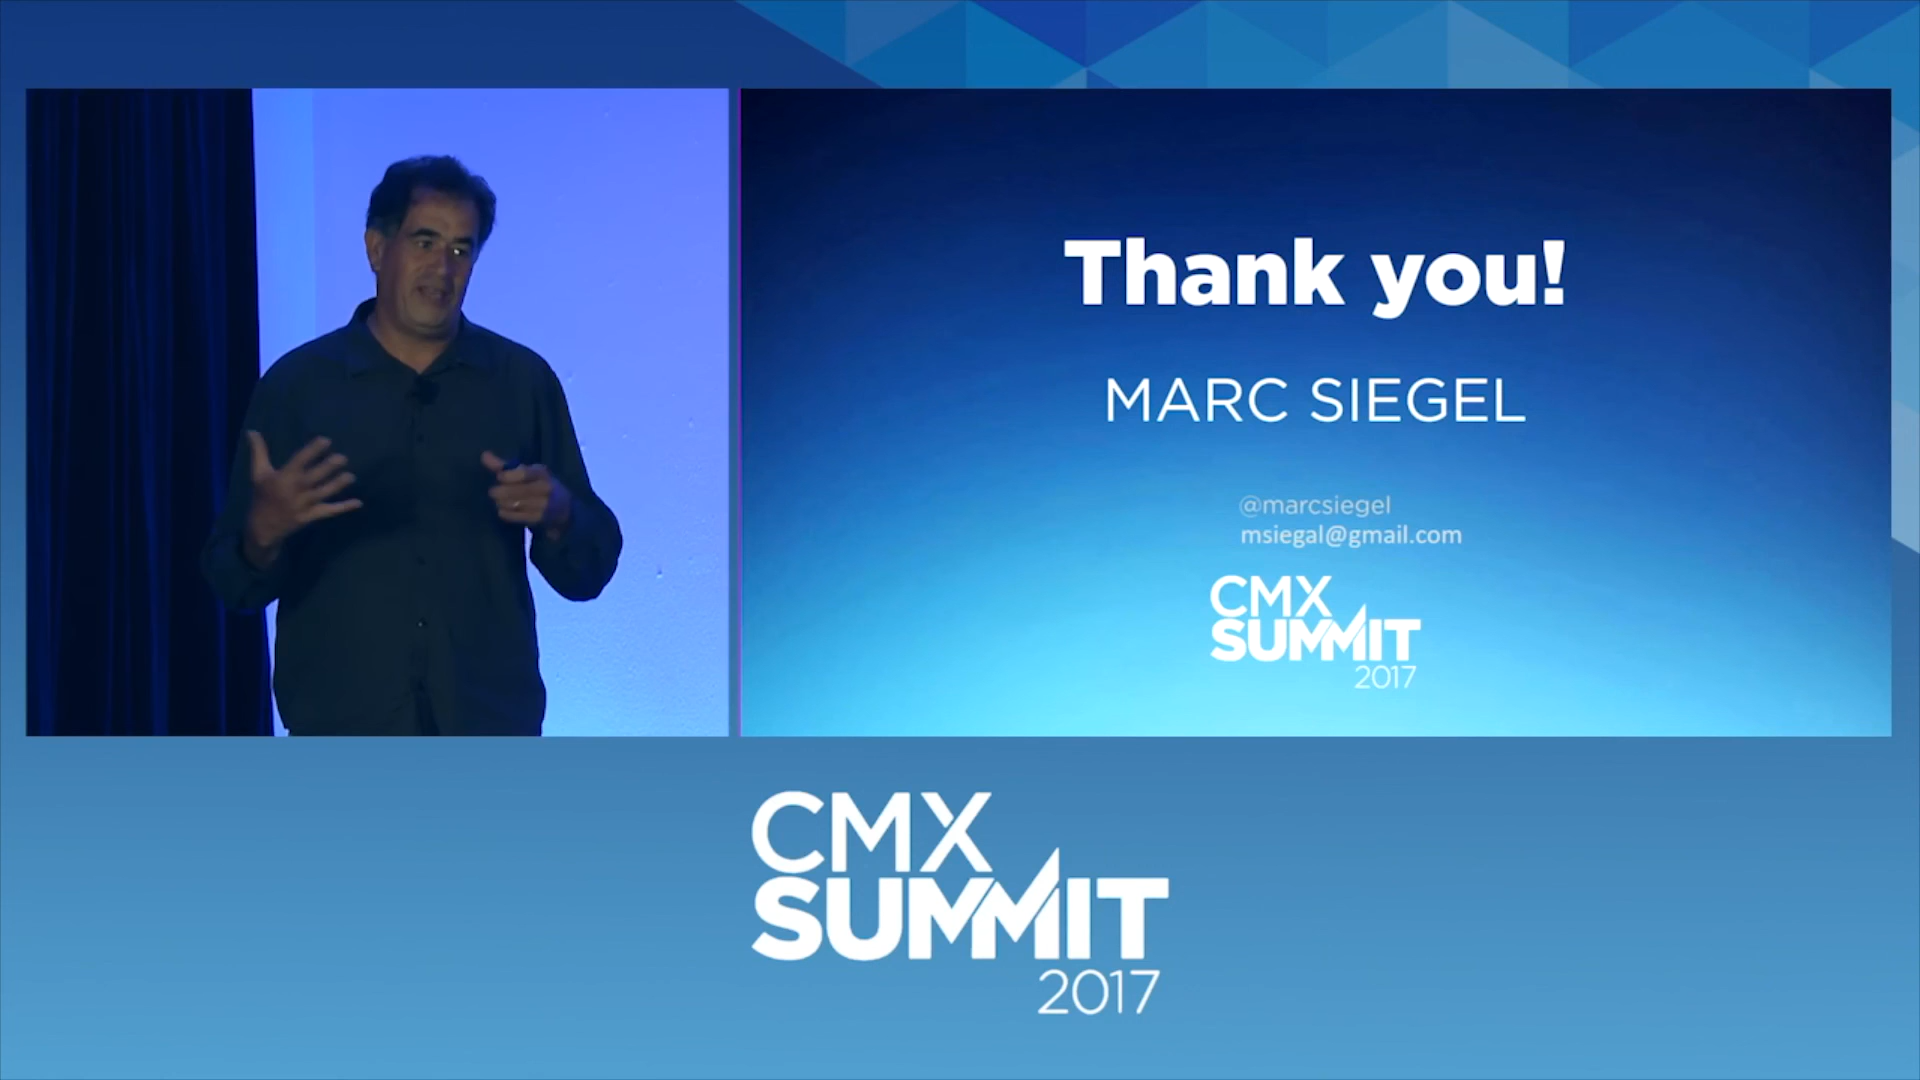 Thank you!
MARC SIEGEL
@marcsiegel
msiegal@gmail.com
CMX
SUMMIT
2017
CMX
SUMMIT
2017